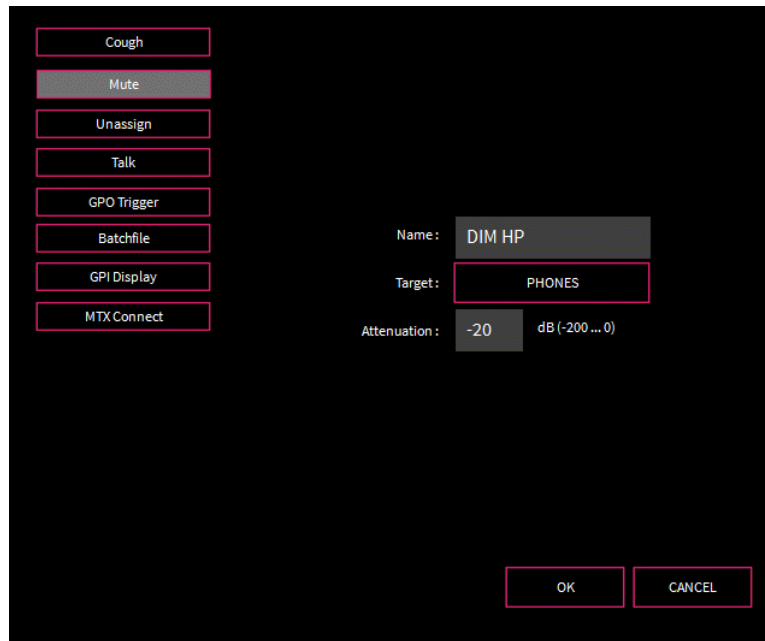 Cough
Mute
Unassign
Talk
GPO Trigger
Batchfile
GPI Display
MTX Connect
Name: DIM HP
Target: PHONES
Attenuation: -20 dB (-200 ... 0)
OK CANCEL